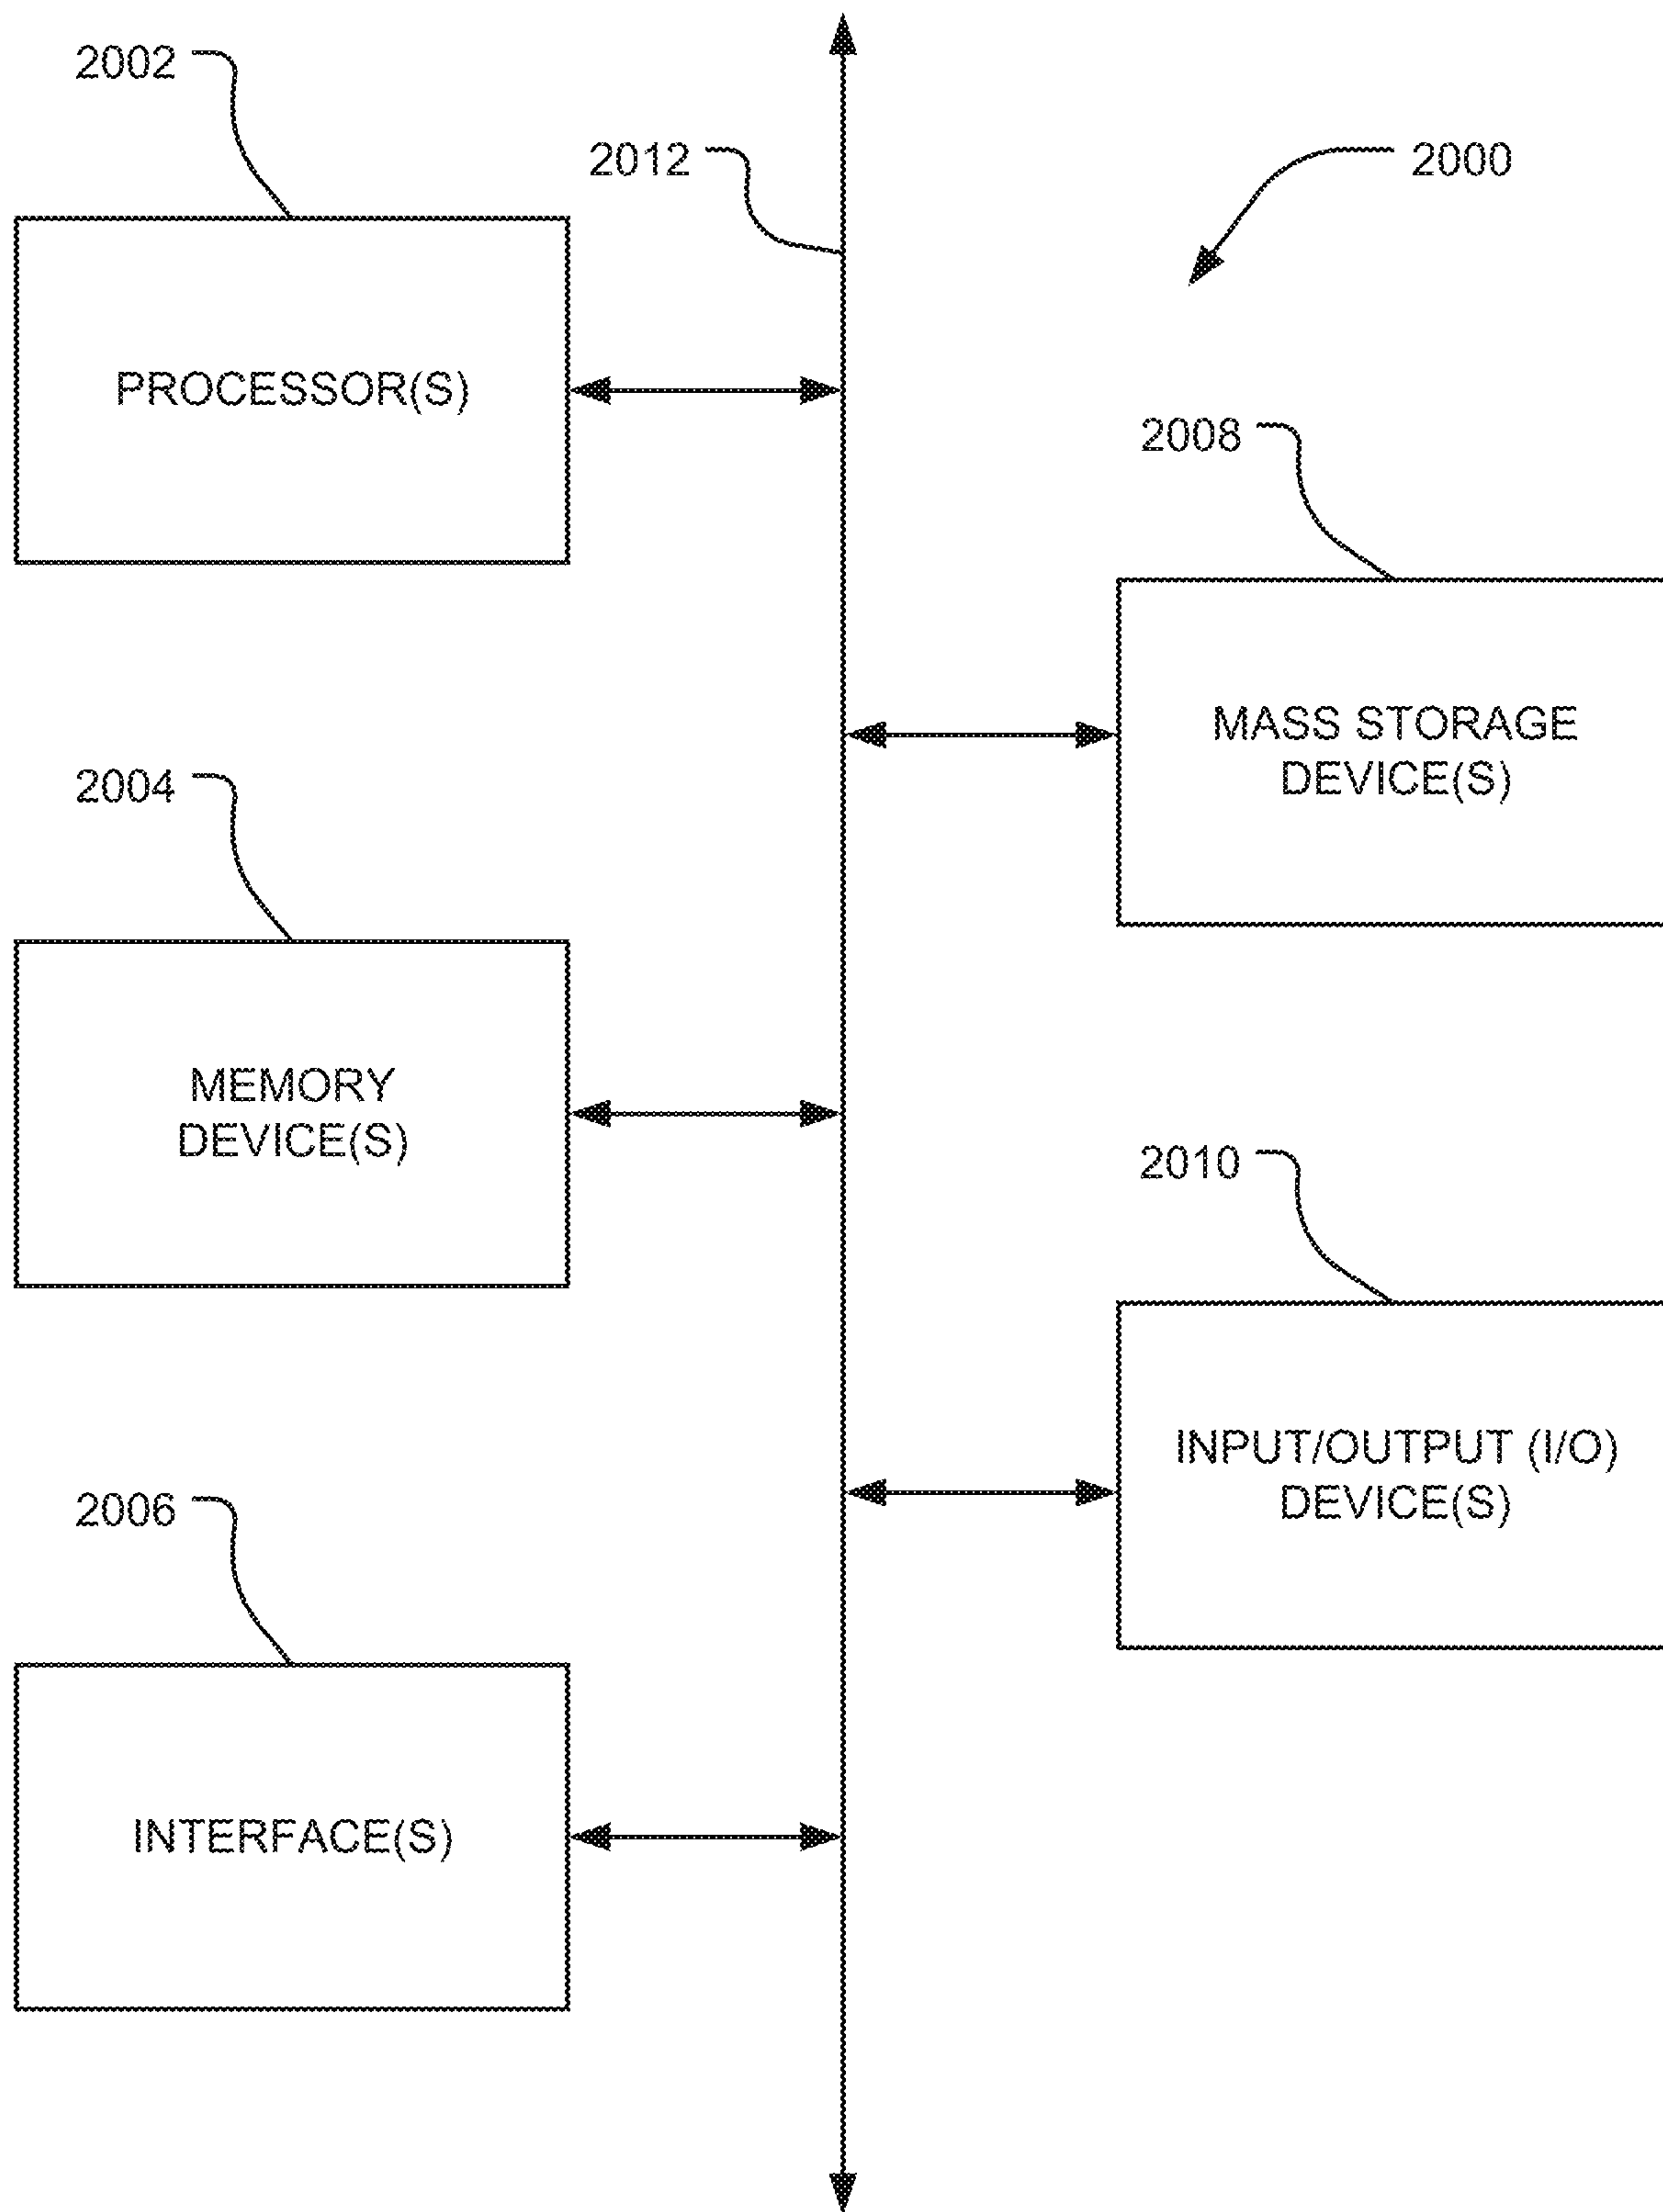 2002
2012
2000
PROCESSOR(S)
2008
MASS STORAGE
DEVICE(S)
2004
MEMORY
DEVICE(S)
2010
INPUT/OUTPUT (I/O)
DEVICE(S)
2006
INTERFACE(S)